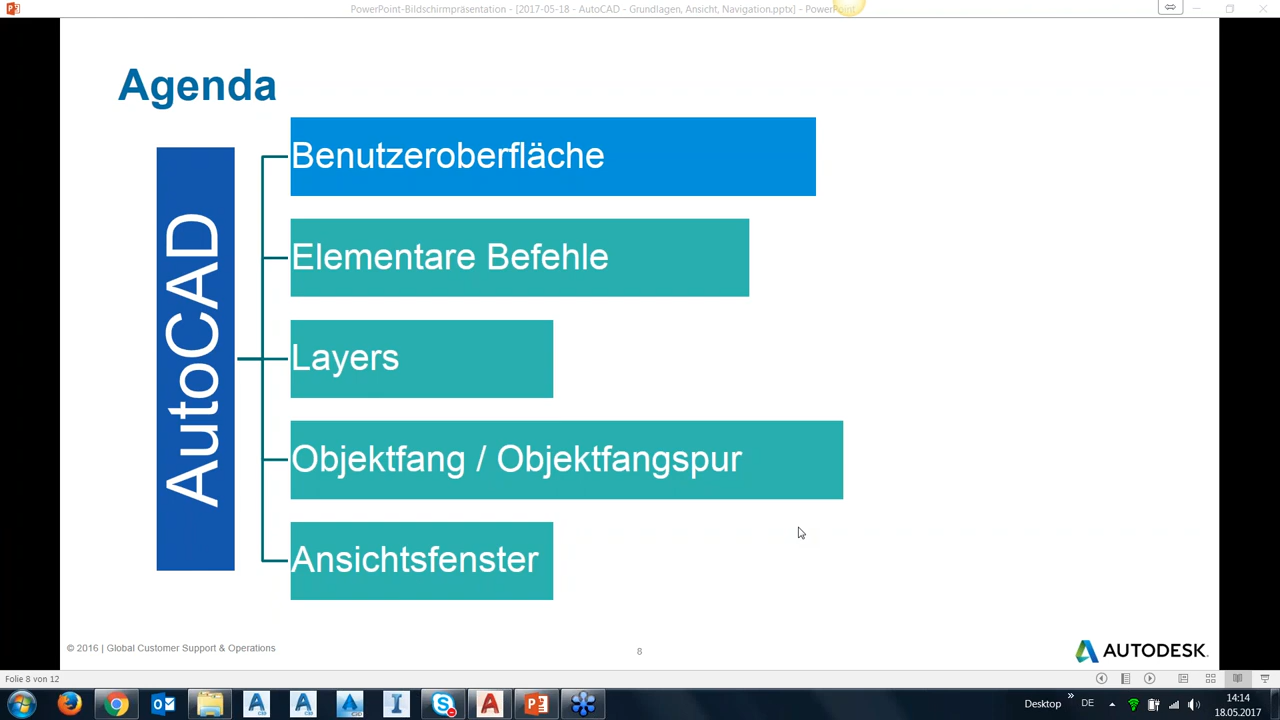 PowerPoint-Bildschirmpräsentation - [2017-05-18 - AutoCAD - Grundlagen, Ansicht, Navigation.pptx] - PowerPoint
Agenda
AutoCAD
Benutzeroberfläche
Elementare Befehle
Layers
Objektfang / Objektfangspur
Ansichtsfenster
© 2016 | Global Customer Support & Operations
8
AUTODESK.
Folie 8 von 12
Desktop
DE
14:14
18.05.2017